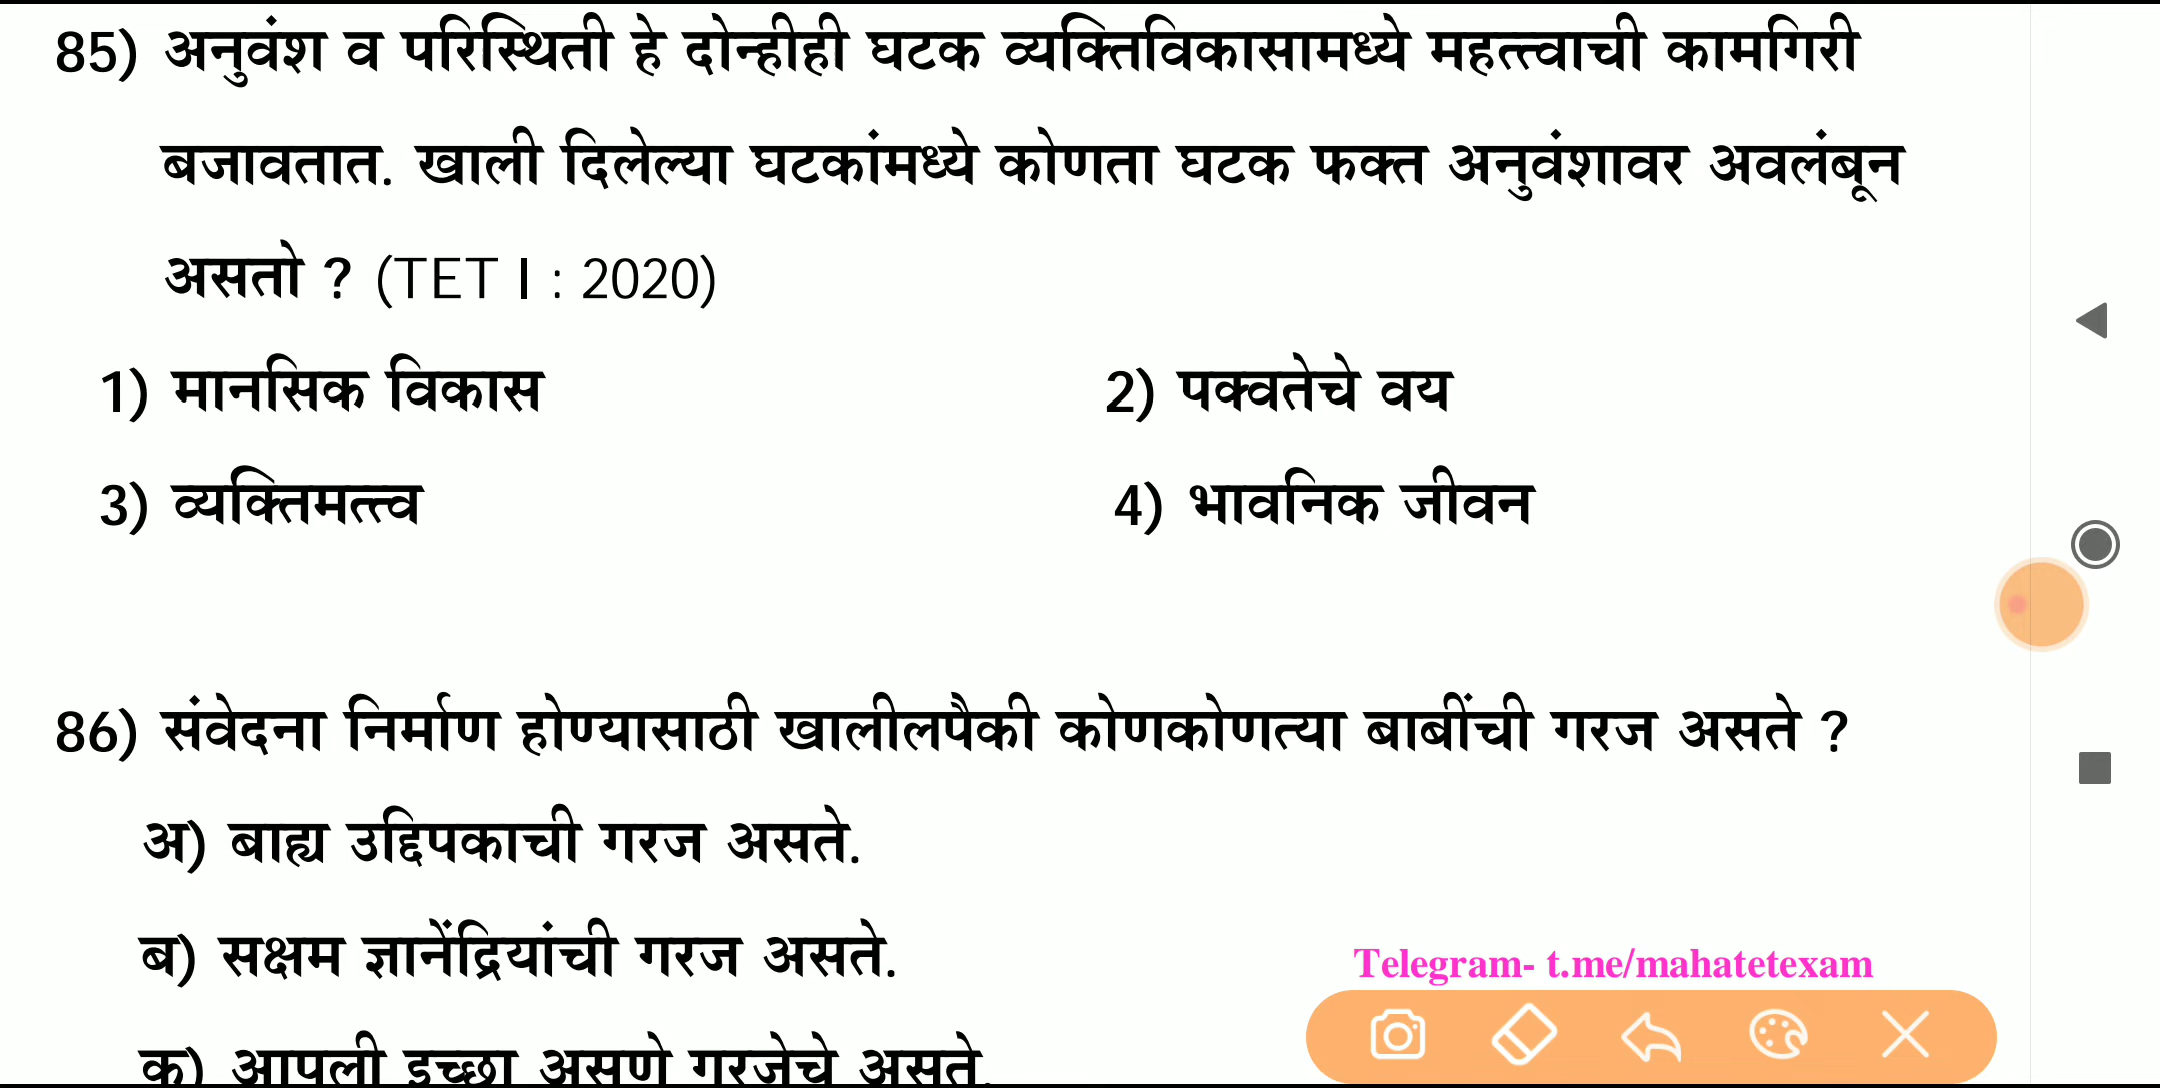 85) अनुवंश व परिस्थिती हे दोन्हीही घटक व्यक्तिविकासामध्ये महत्त्वाची कामगिरी
बजावतात. खाली दिलेल्या घटकांमध्ये कोणता घटक फक्त अनुवंशावर अवलंबून
असतो ? (TET I : 2020)
1) मानसिक विकास 2) पक्वतेचे वय
3) व्यक्तिमत्त्व 4) भावनिक जीवन
86) संवेदना निर्माण होण्यासाठी खालीलपैकी कोणकोणत्या बाबींची गरज असते ?
अ) बाह्य उद्दिपकाची गरज असते.
ब) सक्षम ज्ञानेंद्रियांची गरज असते.
Telegram- t.me/mahatetexam
क) आपली इच्छा असणे गरजेचे असते.